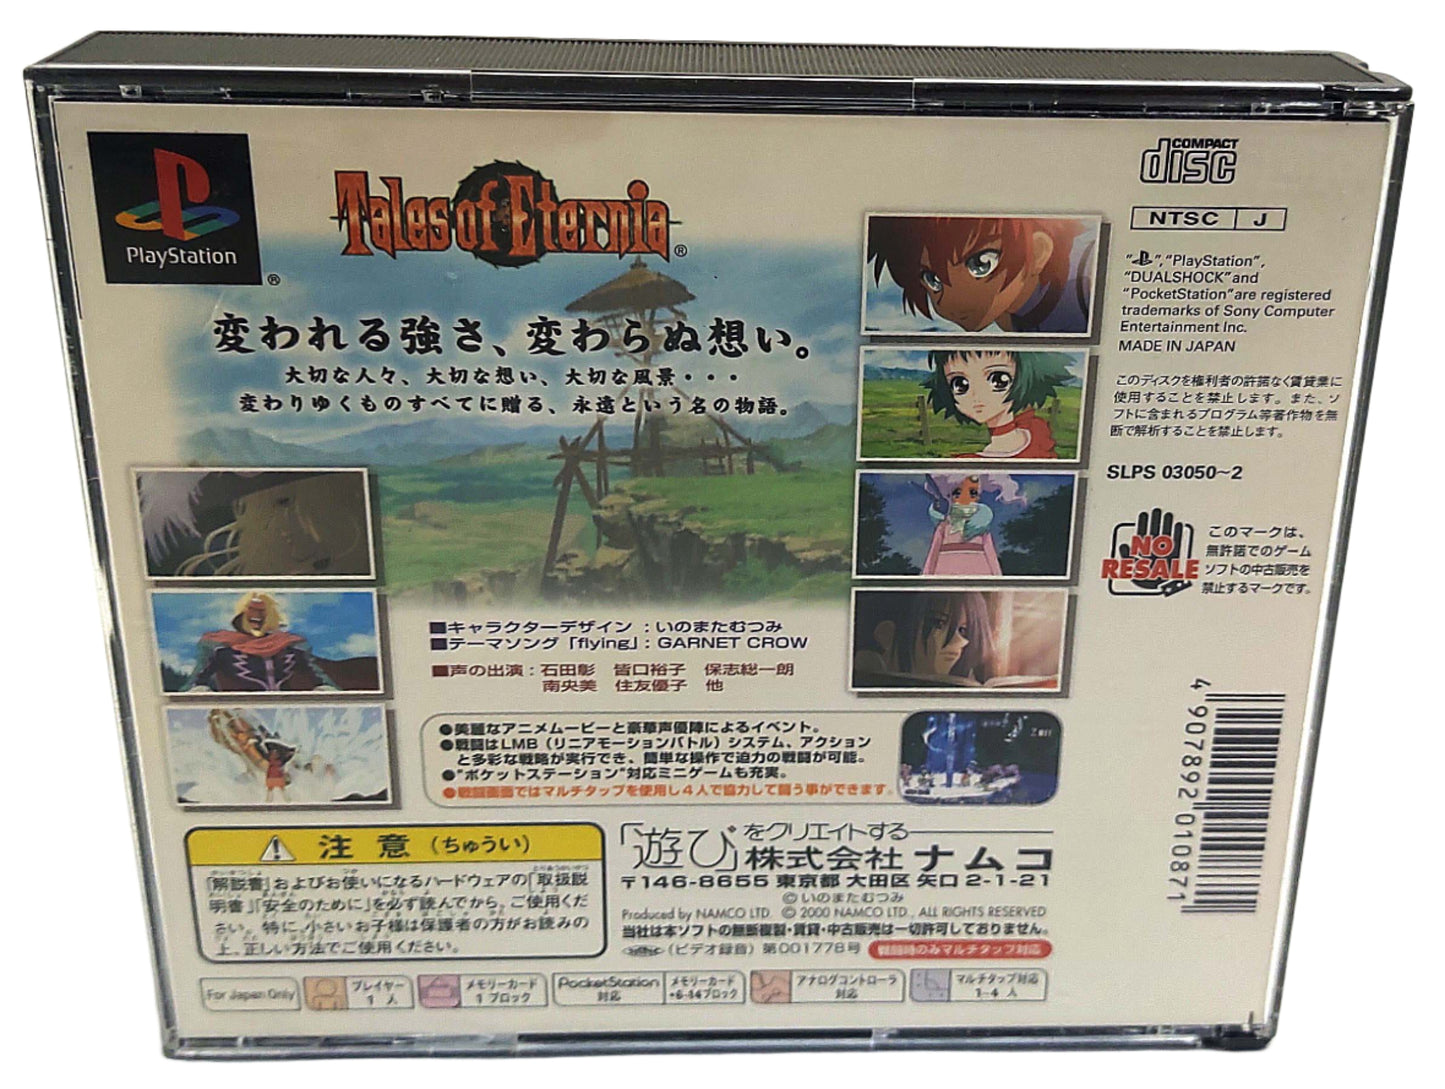 PlayStation
®
Tales of Eternia®
変われる強さ、変わらぬ想い。
大切な人々、大切な想い、大切な風景・・・
変わりゆくものすべてに贈る、永遠という名の物語。
■キャラクターデザイン：いのまたむつみ
■テーマソング「flying」：GARNET CROW
■声の出演：石田彰 皆口裕子 保志総一朗
南央美 住友優子 他
●美麗なアニメムービーと豪華声優陣によるイベント。
●戦闘はLMB（リニアモーションバトル）システム、アクション
と多彩な戦略が実行でき、簡単な操作で迫力の戦闘が可能。
●"ポケットステーション"対応ミニゲームも充実。
●戦闘画面ではマルチタップを使用し4人で協力して闘う事ができます。
COMPACT
disc
NTSC J
"PS", "PlayStation",
"DUALSHOCK" and
"PocketStation" are registered
trademarks of Sony Computer
Entertainment Inc.
MADE IN JAPAN
このディスクを権利者の許諾なく賃貸業に
使用することを禁止します。また、ソ
フトに含まれるプログラム等著作物を無
断で解析することを禁止します。
SLPS 03050〜2
NO
RESALE
このマークは、
無許諾でのゲーム
ソフトの中古販売を
禁止するマークです。
4 907892 010871
注意（ちゅうい）
「解説書」およびお使いになるハードウェアの「取扱説
明書」「安全のために」を必ず読んでから、ご使用くだ
さい。特に、小さいお子様は保護者の方がお読みの
上、正しい方法でご使用ください。
「遊び」をクリエイトする
株式会社ナムコ
〒146-8655 東京都 大田区 矢口 2-1-21
©いのまたむつみ
Produced by NAMCO LTD. © 2000 NAMCO LTD., ALL RIGHTS RESERVED
当社は本ソフトの無断複製・賃貸・中古販売は一切許可しておりません。
（ビデオ録音）第001778号 戦闘時のみマルチタップ対応
For Japan Only
プレイヤー
1人
メモリーカード
1ブロック
PocketStation
対応
メモリーカード
+6-14ブロック
アナログコントローラ
対応
マルチタップ対応
1-4人